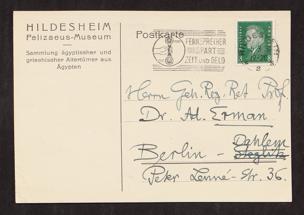 HILDESHEIM
Pelizaeus-Museum
Sammlung ägyptischer und
griechischer Altertümer aus
Ägypten
Postkarte
FERNSPRECHER
ERSPART
ZEIT UND GELD
Herrn Geh. Reg. Rat Prof.
Dr. Ad. Erman
Berlin - Dahlem
Steglitz
Peter Lenné-Str. 36.